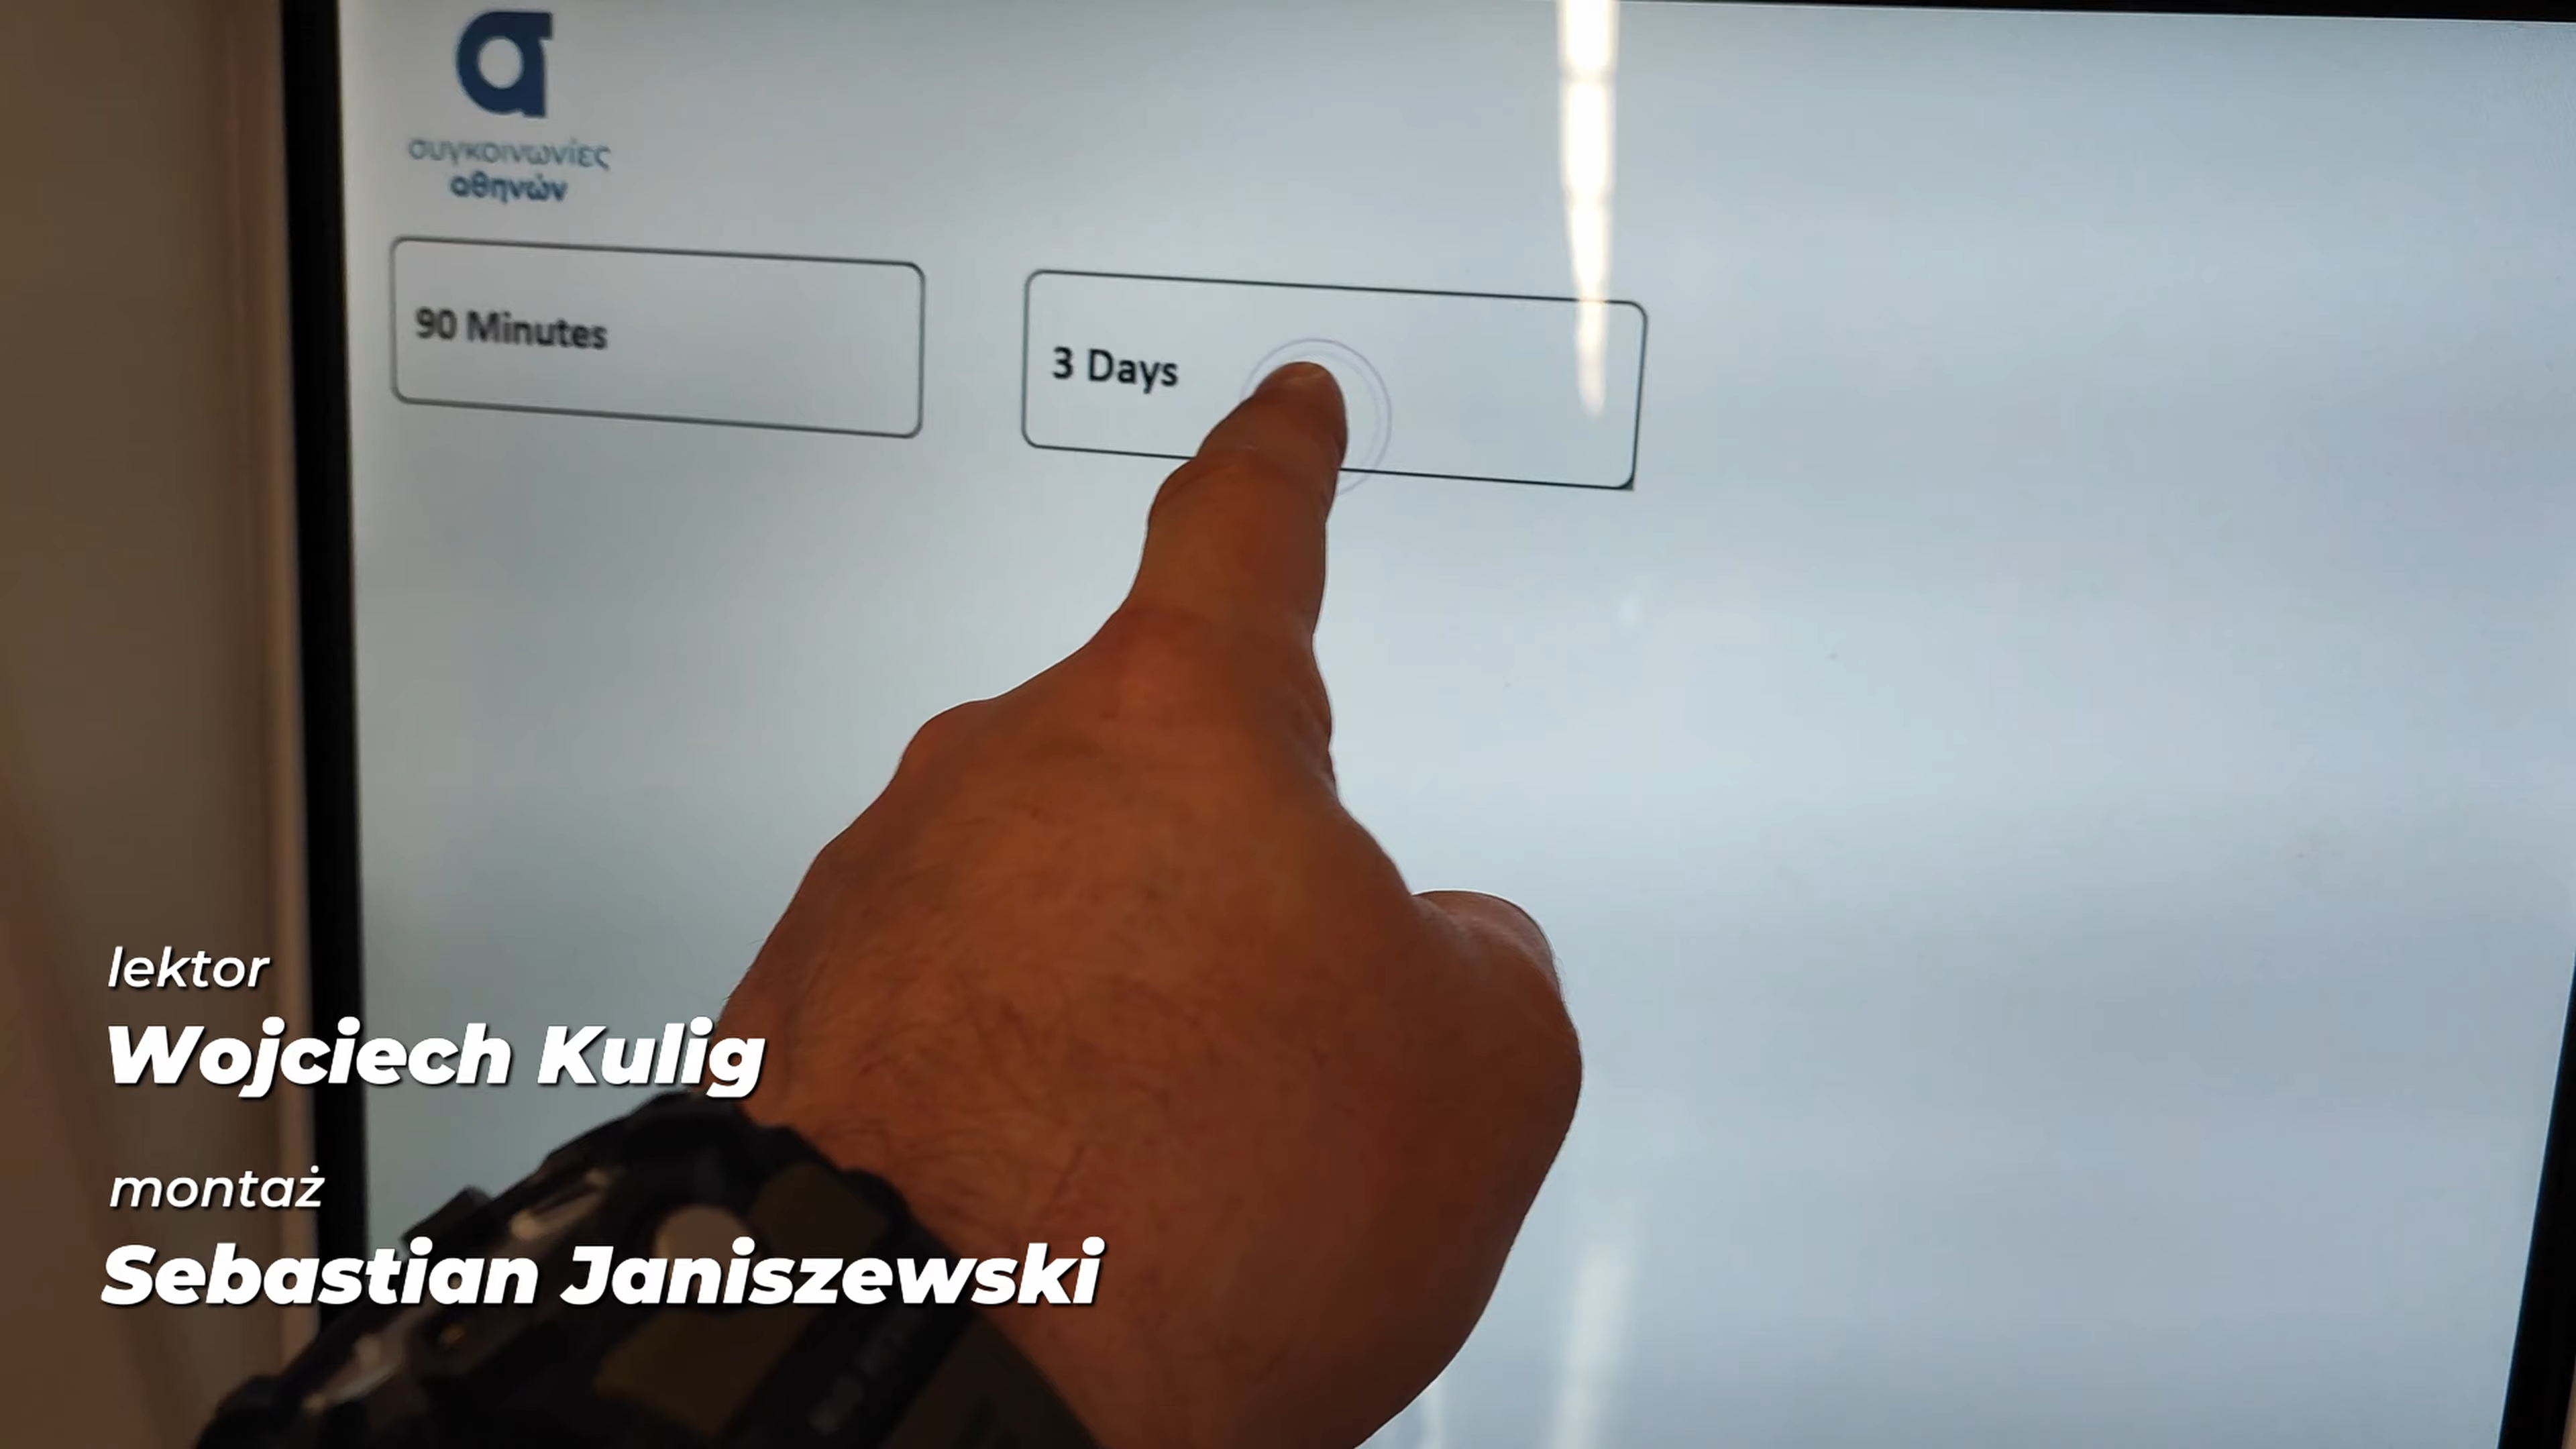 συγκοινωνίες
αθηνών
90 Minutes
3 Days
lektor
Wojciech Kulig
montaż
Sebastian Janiszewski